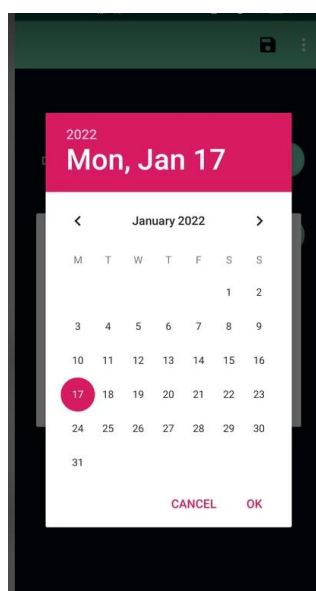 2022
Mon, Jan 17
January 2022
M T W T F S S
1 2
3 4 5 6 7 8 9
10 11 12 13 14 15 16
17 18 19 20 21 22 23
24 25 26 27 28 29 30
31
CANCEL OK